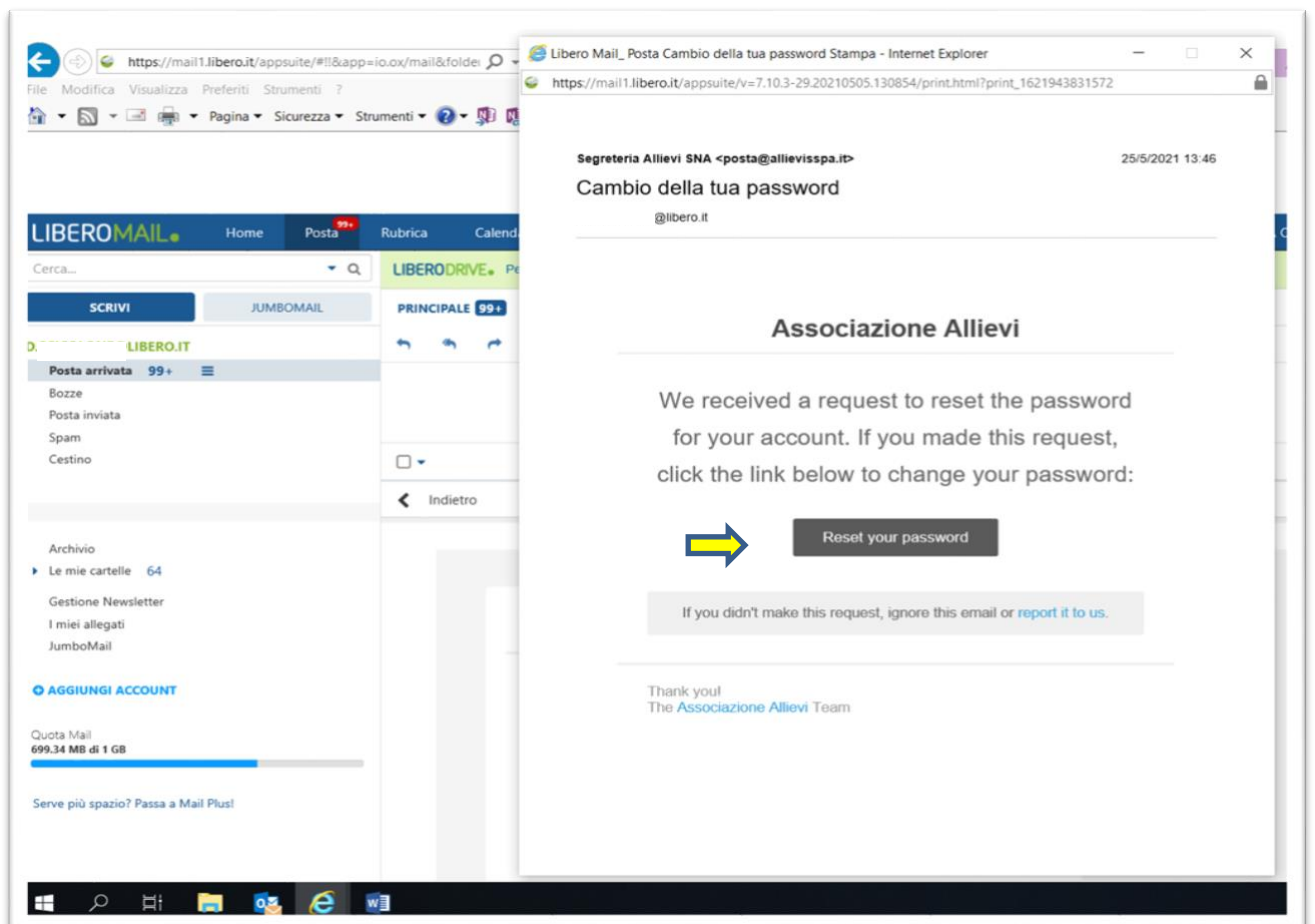 Libero Mail_ Posta Cambio della tua password Stampa - Internet Explorer
https://mail1.libero.it/appsuite/#!!&app=io.ox/mail&folder
https://mail1.libero.it/appsuite/v=7.10.3-29.20210505.130854/print.html?print_1621943831572
File Modifica Visualizza Preferiti Strumenti ?
Pagina Sicurezza Strumenti
LIBEROMAIL
Home
Posta
99+
Rubrica
Calend
Cerca...
LIBERODRIVE. Pe
SCRIVI
JUMBOMAIL
PRINCIPALE 99+
D.
LIBERO.IT
Posta arrivata 99+
Bozze
Posta inviata
Spam
Cestino
Indietro
Archivio
Le mie cartelle 64
Gestione Newsletter
I miei allegati
JumboMail
AGGIUNGI ACCOUNT
Quota Mail
699.34 MB di 1 GB
Serve più spazio? Passa a Mail Plus!
Segreteria Allievi SNA <posta@allievisspa.it>
25/5/2021 13:46
Cambio della tua password
@libero.it
Associazione Allievi
We received a request to reset the password
for your account. If you made this request,
click the link below to change your password:
Reset your password
If you didn't make this request, ignore this email or report it to us.
Thank you!
The Associazione Allievi Team